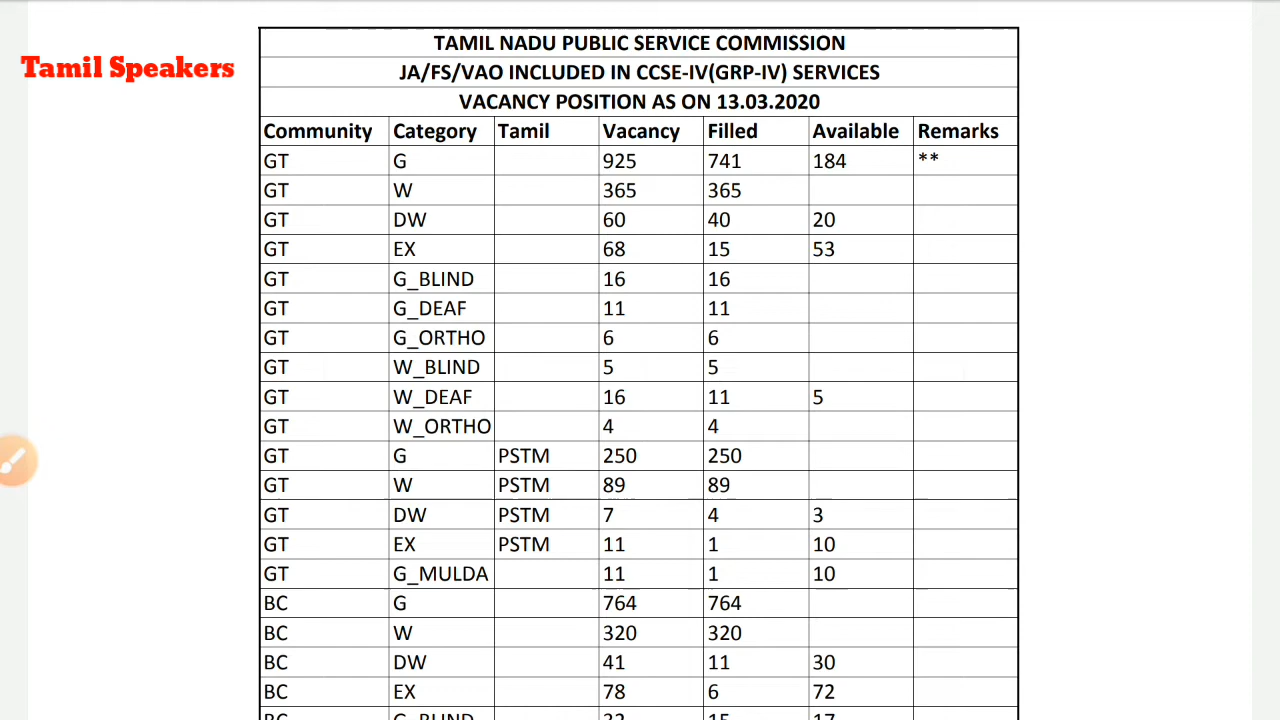 Tamil Speakers
TAMIL NADU PUBLIC SERVICE COMMISSION
JA/FS/VAO INCLUDED IN CCSE-IV(GRP-IV) SERVICES
VACANCY POSITION AS ON 13.03.2020
Community Category Tamil Vacancy Filled Available Remarks
GT G 925 741 184 **
GT W 365 365
GT DW 60 40 20
GT EX 68 15 53
GT G_BLIND 16 16
GT G_DEAF 11 11
GT G_ORTHO 6 6
GT W_BLIND 5 5
GT W_DEAF 16 11 5
GT W_ORTHO 4 4
GT G PSTM 250 250
GT W PSTM 89 89
GT DW PSTM 7 4 3
GT EX PSTM 11 1 10
GT G_MULDA 11 1 10
BC G 764 764
BC W 320 320
BC DW 41 11 30
BC EX 78 6 72
BC G_BLIND 15 17